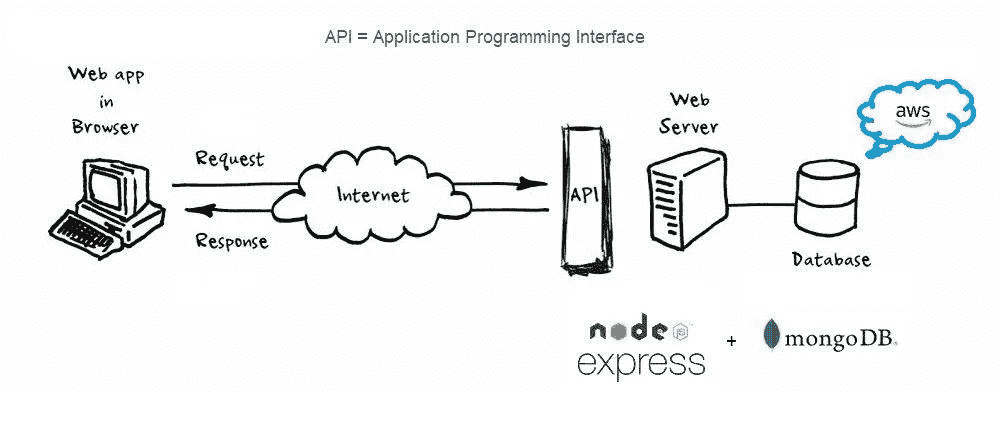 API = Application Programming Interface
Web app
in
Browser
Request
Internet
Response
API
Web
Server
aws
Database
node
JS
express
+
mongoDB®